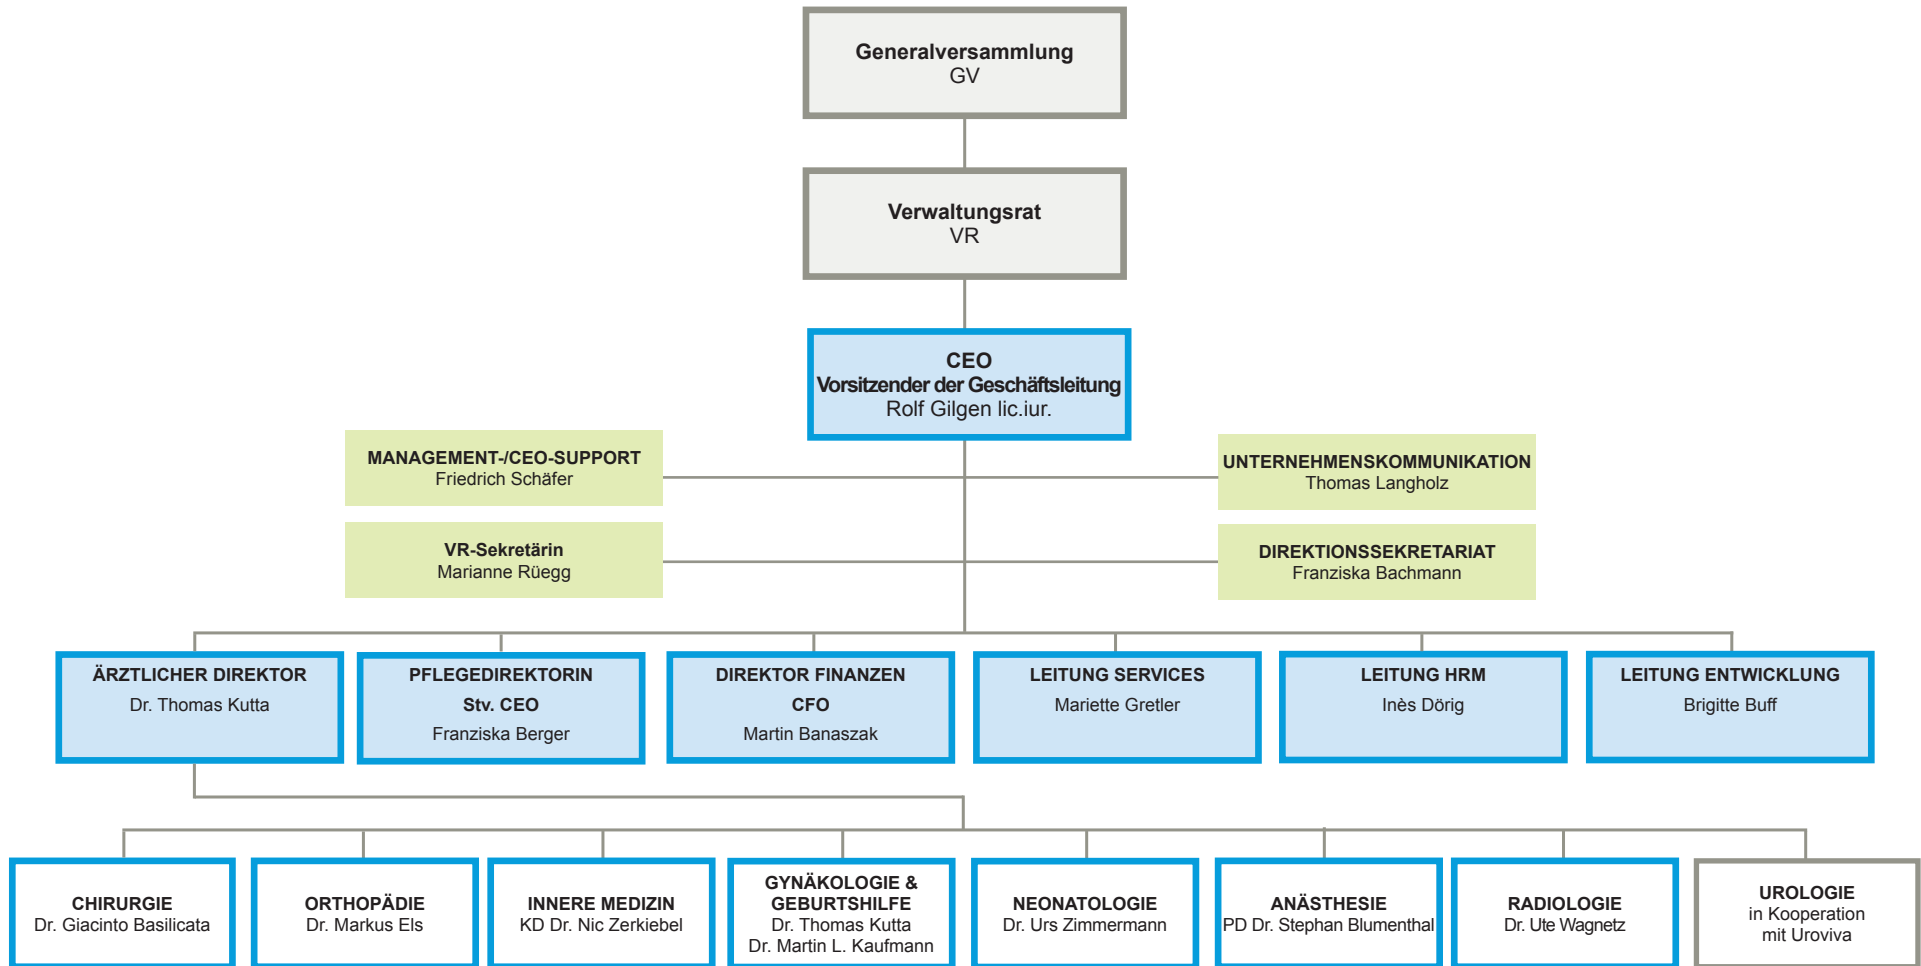 Generalversammlung
GV
Verwaltungsrat
VR
CEO
Vorsitzender der Geschäftsleitung
Rolf Gilgen lic.iur.
MANAGEMENT-/CEO-SUPPORT
Friedrich Schäfer
UNTERNEHMENSKOMMUNIKATION
Thomas Langholz
VR-Sekretärin
Marianne Rüegg
DIREKTIONSSEKRETARIAT
Franziska Bachmann
ÄRZTLICHER DIREKTOR
Dr. Thomas Kutta
PFLEGEDIREKTORIN
Stv. CEO
Franziska Berger
DIREKTOR FINANZEN
CFO
Martin Banaszak
LEITUNG SERVICES
Mariette Gretler
LEITUNG HRM
Inès Dörig
LEITUNG ENTWICKLUNG
Brigitte Buff
CHIRURGIE
Dr. Giacinto Basilicata
ORTHOPÄDIE
Dr. Markus Els
INNERE MEDIZIN
KD Dr. Nic Zerkiebel
GYNÄKOLOGIE &
GEBURTSHILFE
Dr. Thomas Kutta
Dr. Martin L. Kaufmann
NEONATOLOGIE
Dr. Urs Zimmermann
ANÄSTHESIE
PD Dr. Stephan Blumenthal
RADIOLOGIE
Dr. Ute Wagnetz
UROLOGIE
in Kooperation
mit Uroviva